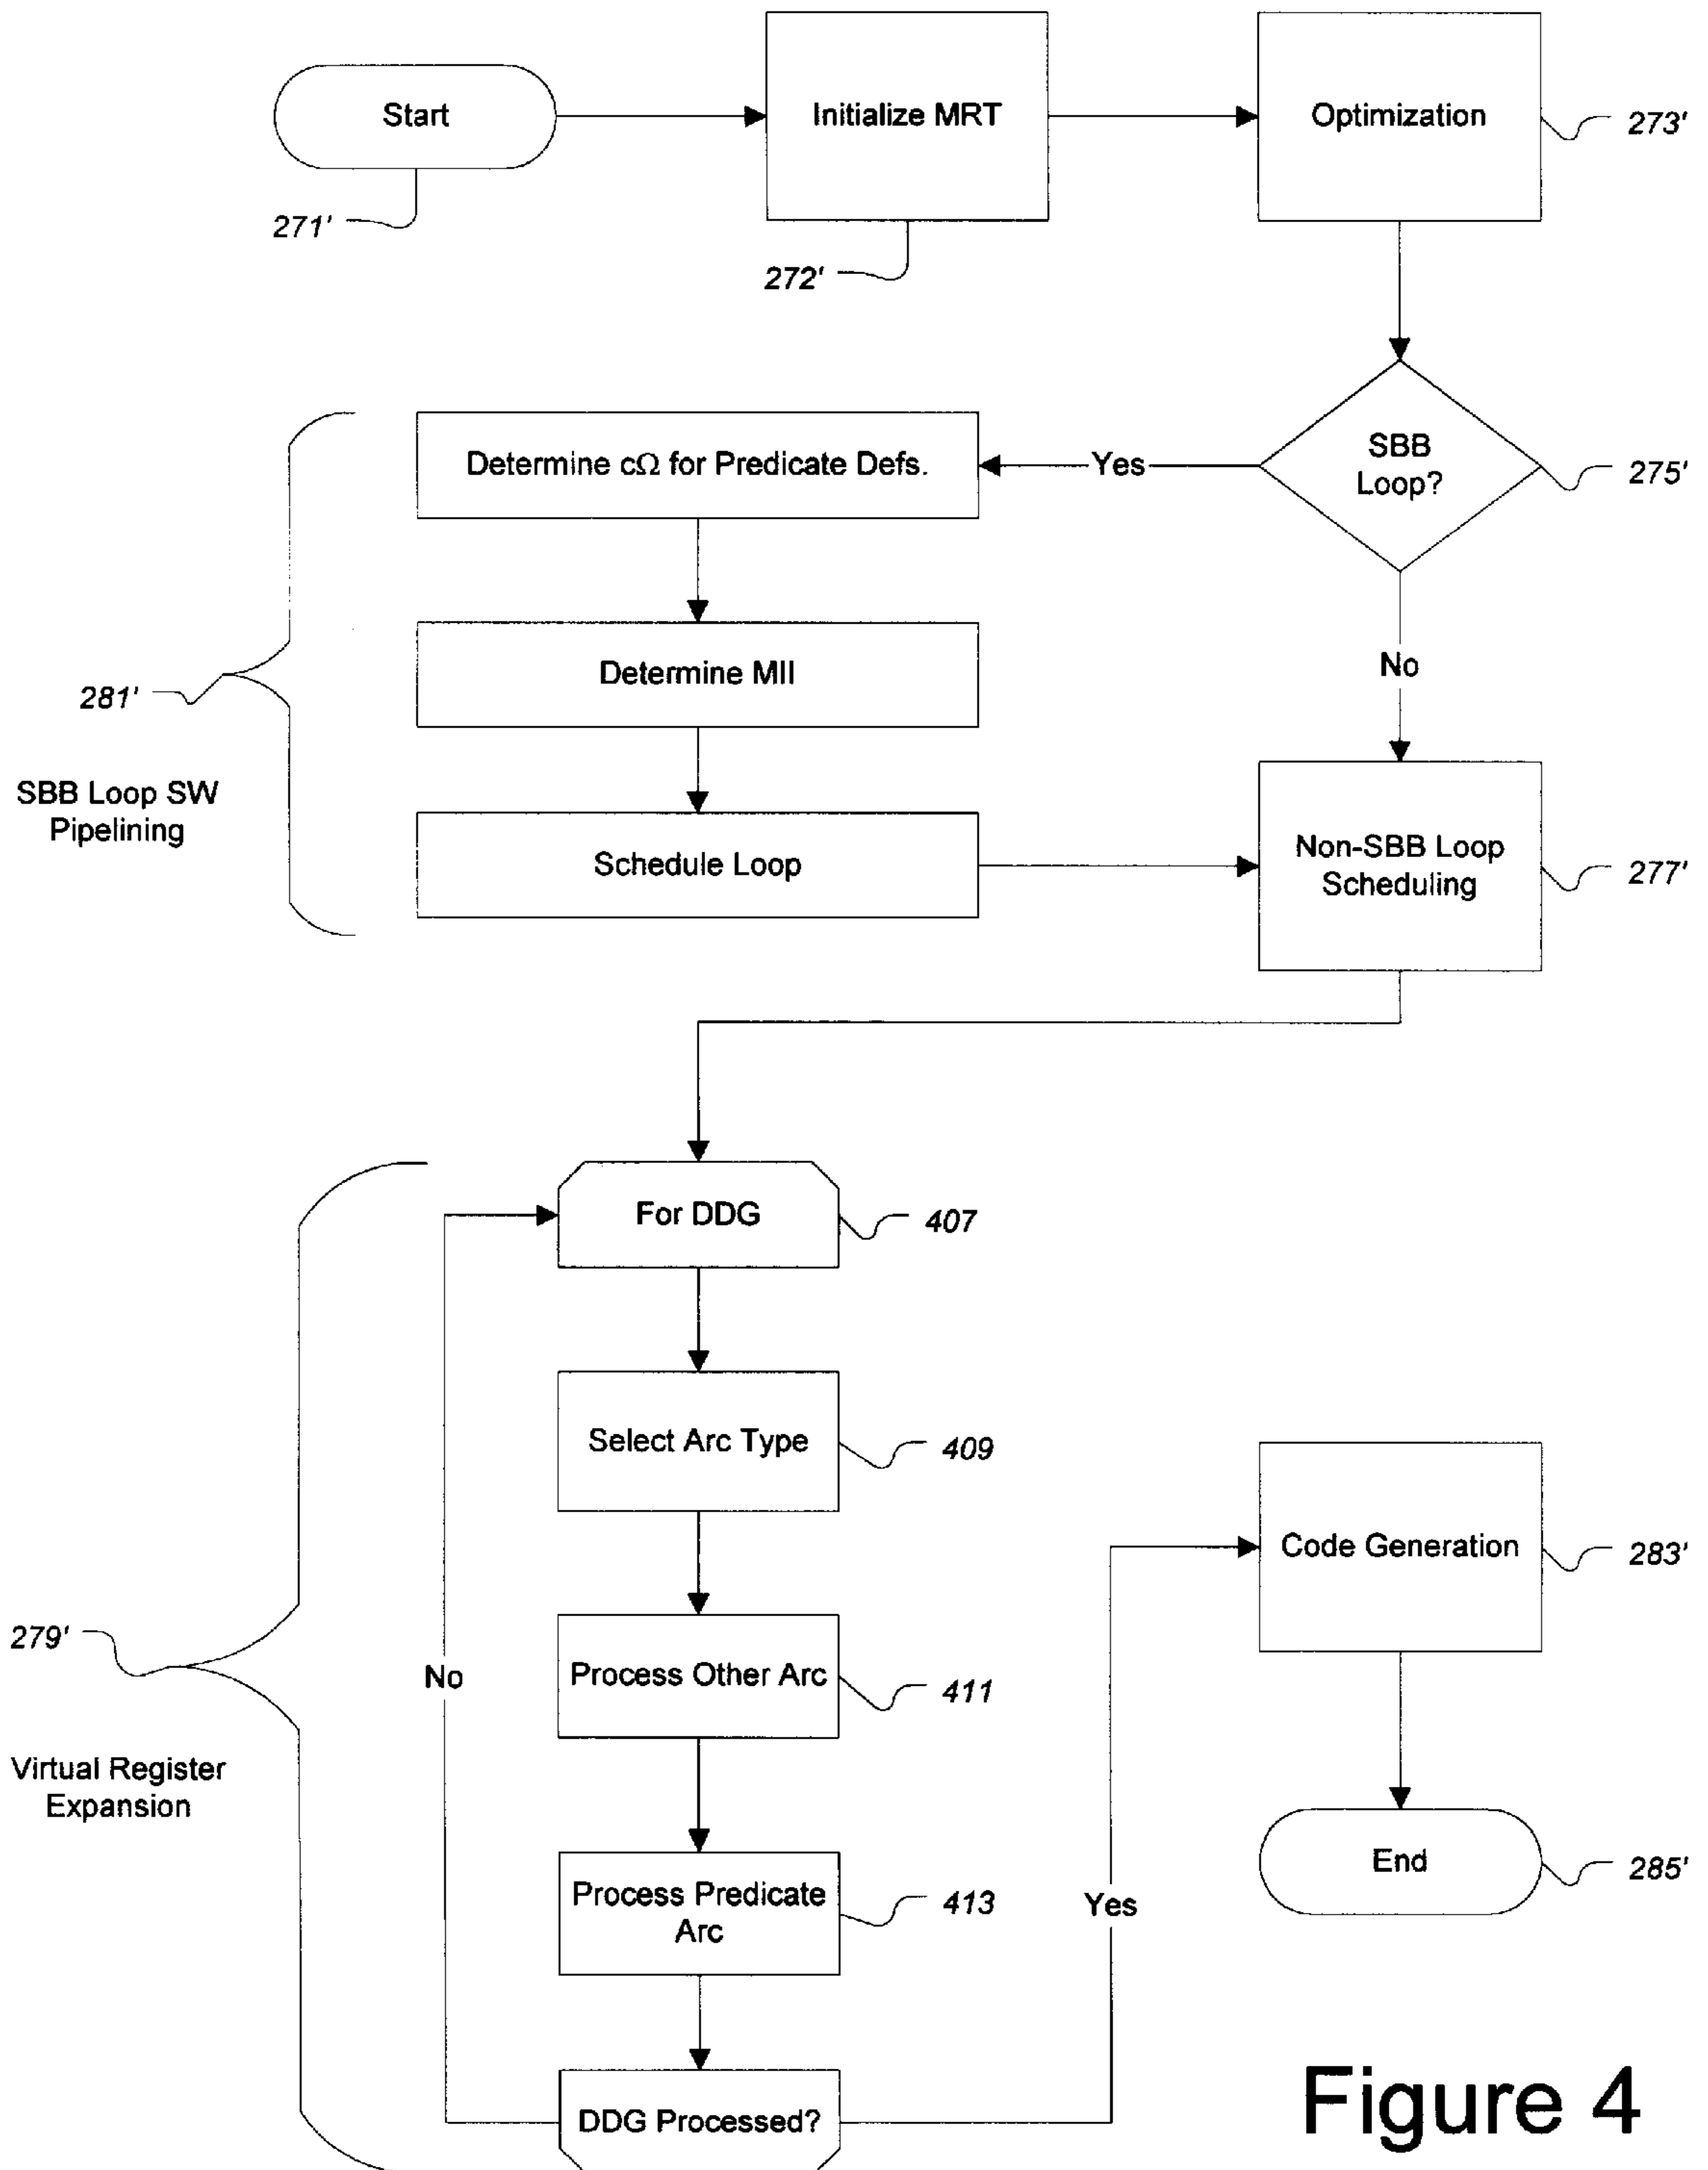 Start
Initialize MRT
Optimization
273'
271'
272'
SBB
Loop?
275'
Yes
Determine cΩ for Predicate Defs.
No
Determine MII
281'
SBB Loop SW
Pipelining
Schedule Loop
Non-SBB Loop
Scheduling
277'
For DDG
407
Select Arc Type
409
Code Generation
283'
279'
No
Process Other Arc
411
Virtual Register
Expansion
End
285'
Process Predicate
Arc
413
Yes
DDG Processed?
Figure 4